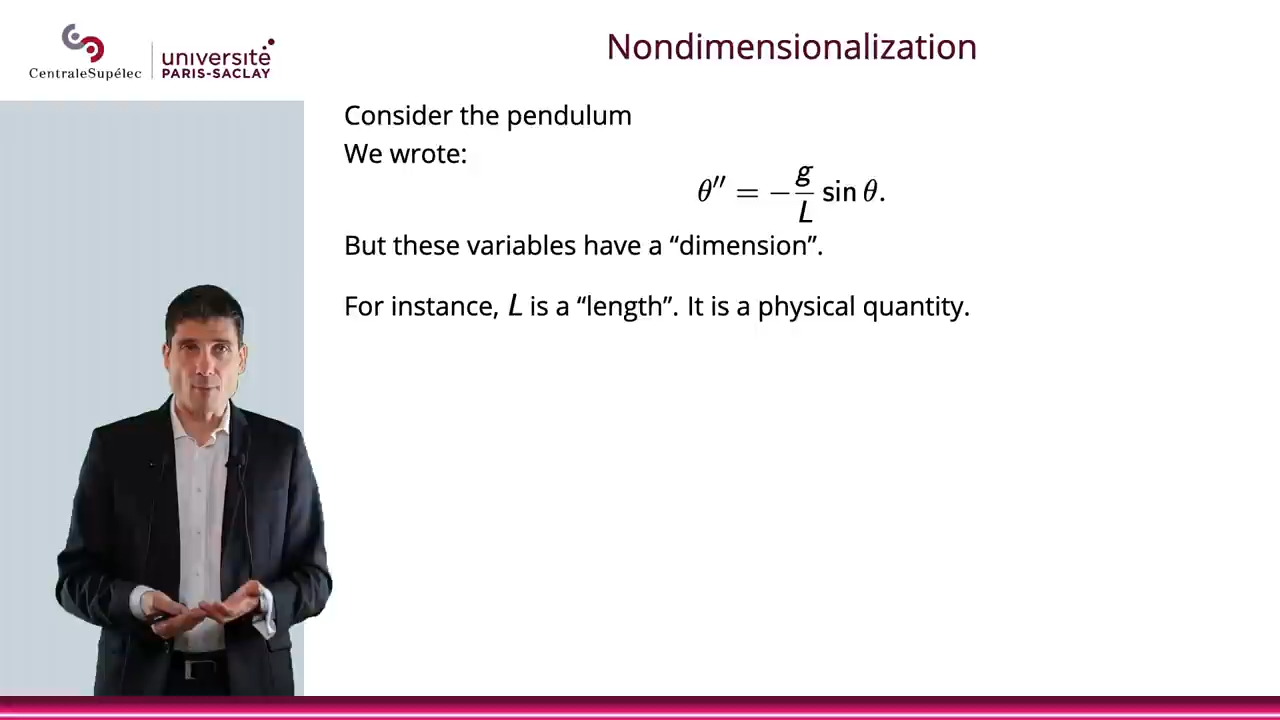 CentraleSupélec
université
PARIS-SACLAY
Nondimensionalization
Consider the pendulum
We wrote:
θ″ = −g/L sin θ.
But these variables have a “dimension”.
For instance, L is a “length”. It is a physical quantity.